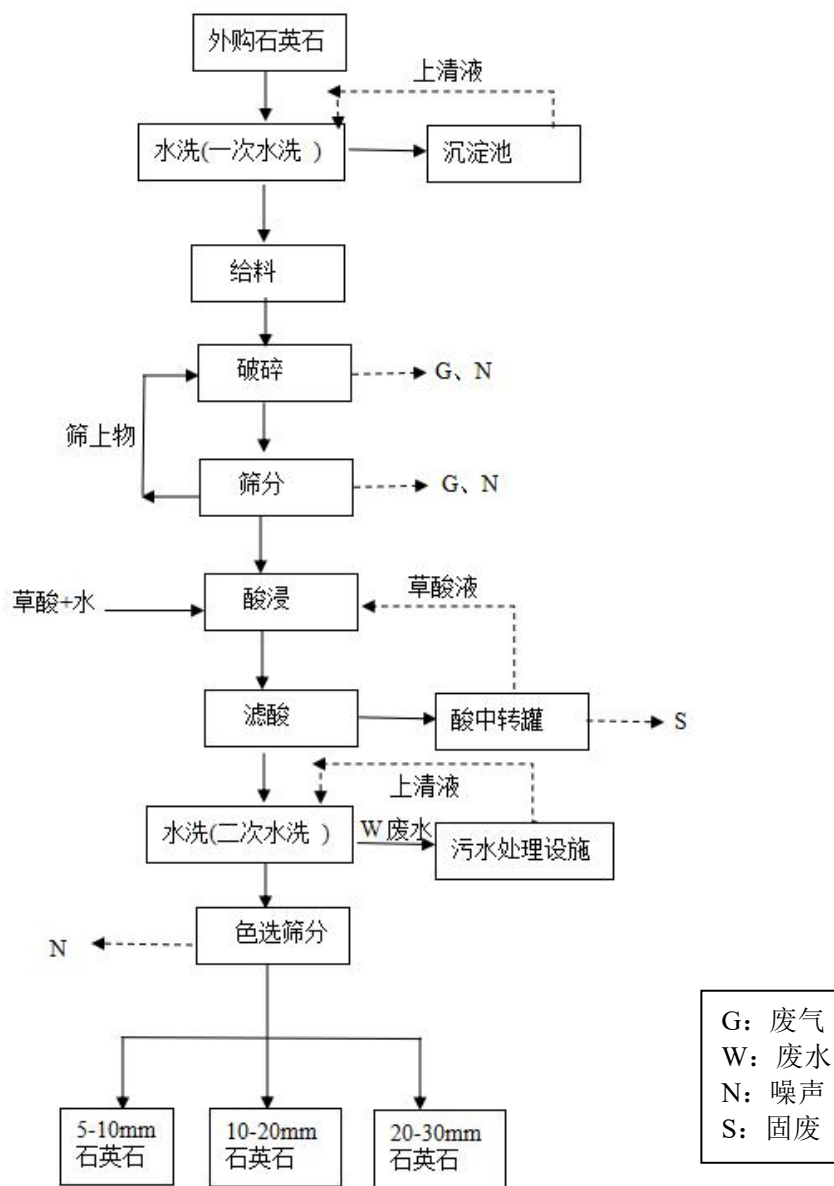 外购石英石
上清液
水洗(一次水洗 )
沉淀池
给料
破碎
G、N
筛上物
筛分
G、N
草酸+水
酸浸
草酸液
滤酸
酸中转罐
S
上清液
水洗(二次水洗 )
W 废水
污水处理设施
色选筛分
N
5-10mm
石英石
10-20mm
石英石
20-30mm
石英石
G：废气
W：废水
N：噪声
S：固废